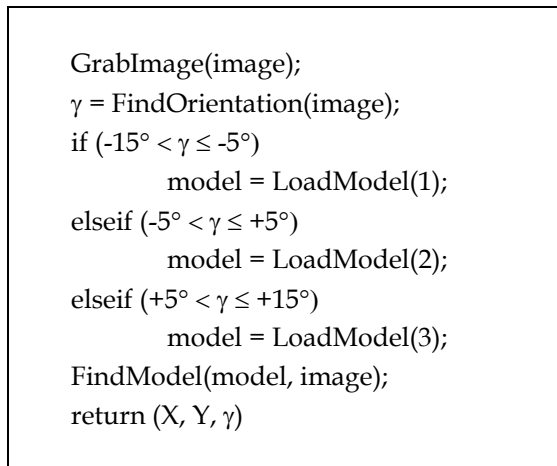 GrabImage(image);
γ = FindOrientation(image);
if (-15° < γ ≤ -5°)
model = LoadModel(1);
elseif (-5° < γ ≤ +5°)
model = LoadModel(2);
elseif (+5° < γ ≤ +15°)
model = LoadModel(3);
FindModel(model, image);
return (X, Y, γ)